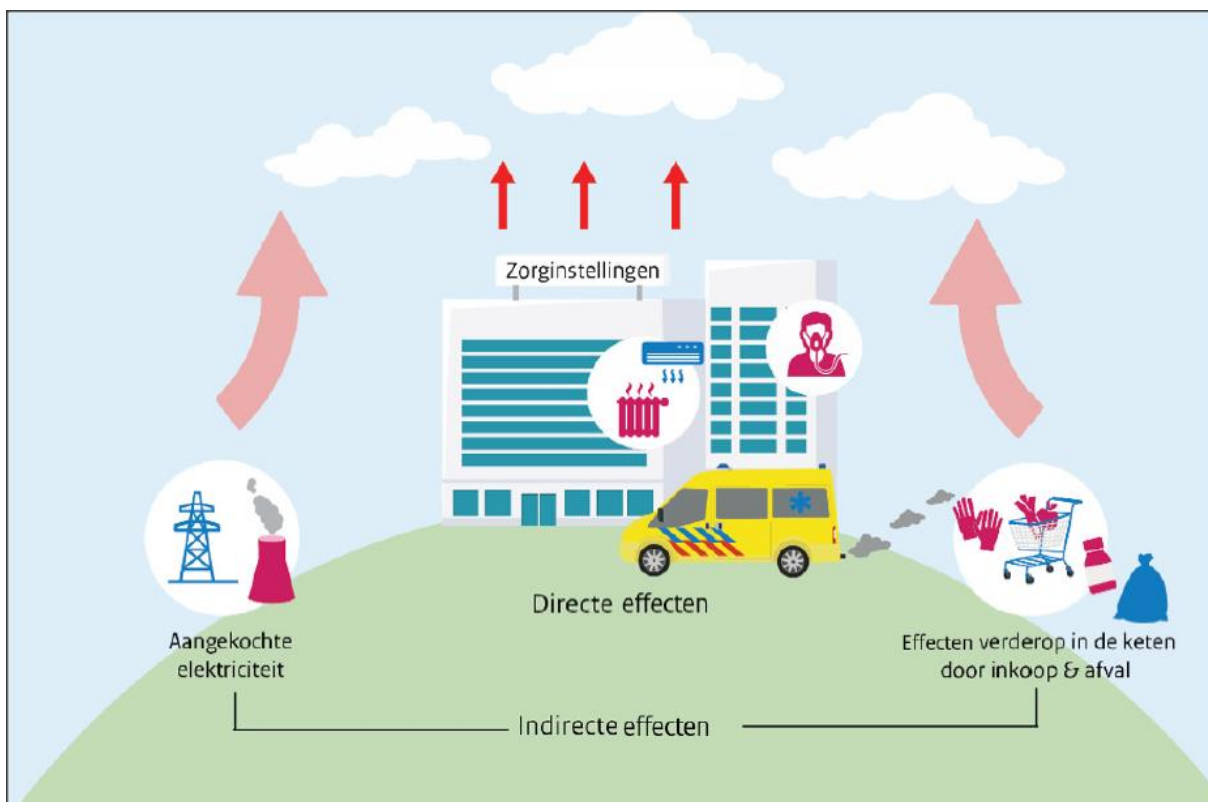 Zorginstellingen
Directe effecten
Aangekochte
elektriciteit
Effecten verderop in de keten
door inkoop & afval
Indirecte effecten